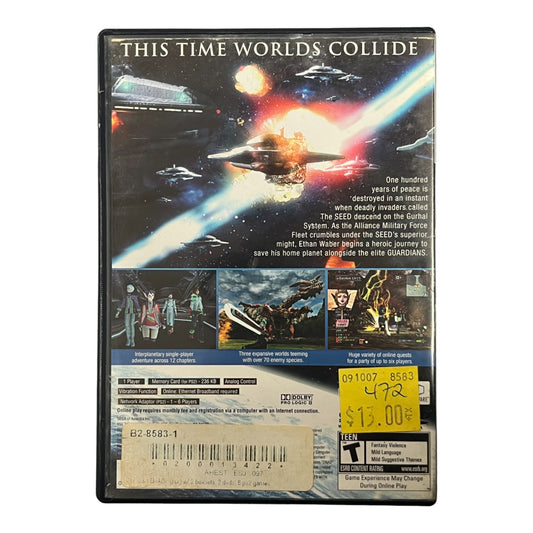 THIS TIME WORLDS COLLIDE
One hundred
years of peace is
destroyed in an instant
when deadly invaders called
The SEED descend on the Gurhal
System. As the Alliance Military Force
Fleet crumbles under the SEED's superior
might, Ethan Waber begins a heroic journey to
save his home planet alongside the elite GUARDIANS.
Interplanetary single-player
adventure across 12 chapters.
Three expansive worlds teeming
with over 70 enemy species.
Huge variety of online quests
for a party of up to six players.
1 Player
Memory Card (for PS2) - 236 KB
Analog Control
Vibration Function
Online: Ethernet Broadband required
Network Adaptor (PS2) 1 - 6 Players
DOLBY
PRO LOGIC II
Online play requires monthly fee and registration via a computer with an Internet connection.
091007 8583
472
$13.00
B2-8583-1
*0200013422*
TEEN
T
Fantasy Violence
Mild Language
Mild Suggestive Themes
ESRB CONTENT RATING
www.esrb.org
Game Experience May Change
During Online Play